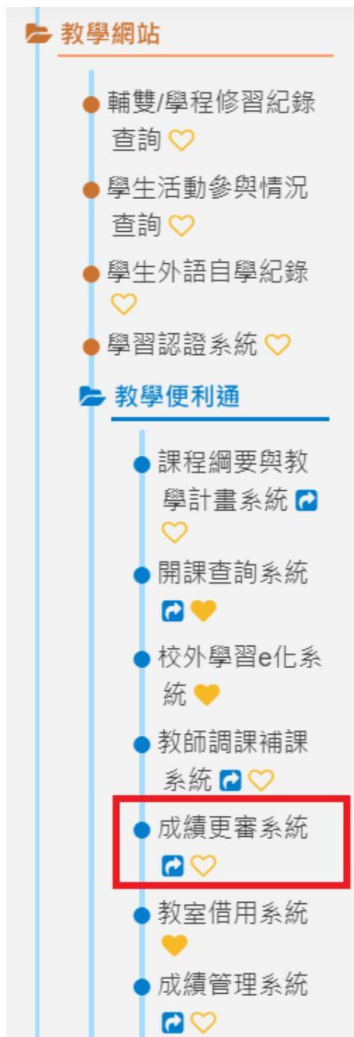 教學網站
輔雙/學程修習紀錄
查詢
學生活動參與情況
查詢
學生外語自學紀錄
學習認證系統
教學便利通
課程綱要與教
學計畫系統
開課查詢系統
校外學習e化系
統
教師調課補課
系統
成績更審系統
教室借用系統
成績管理系統